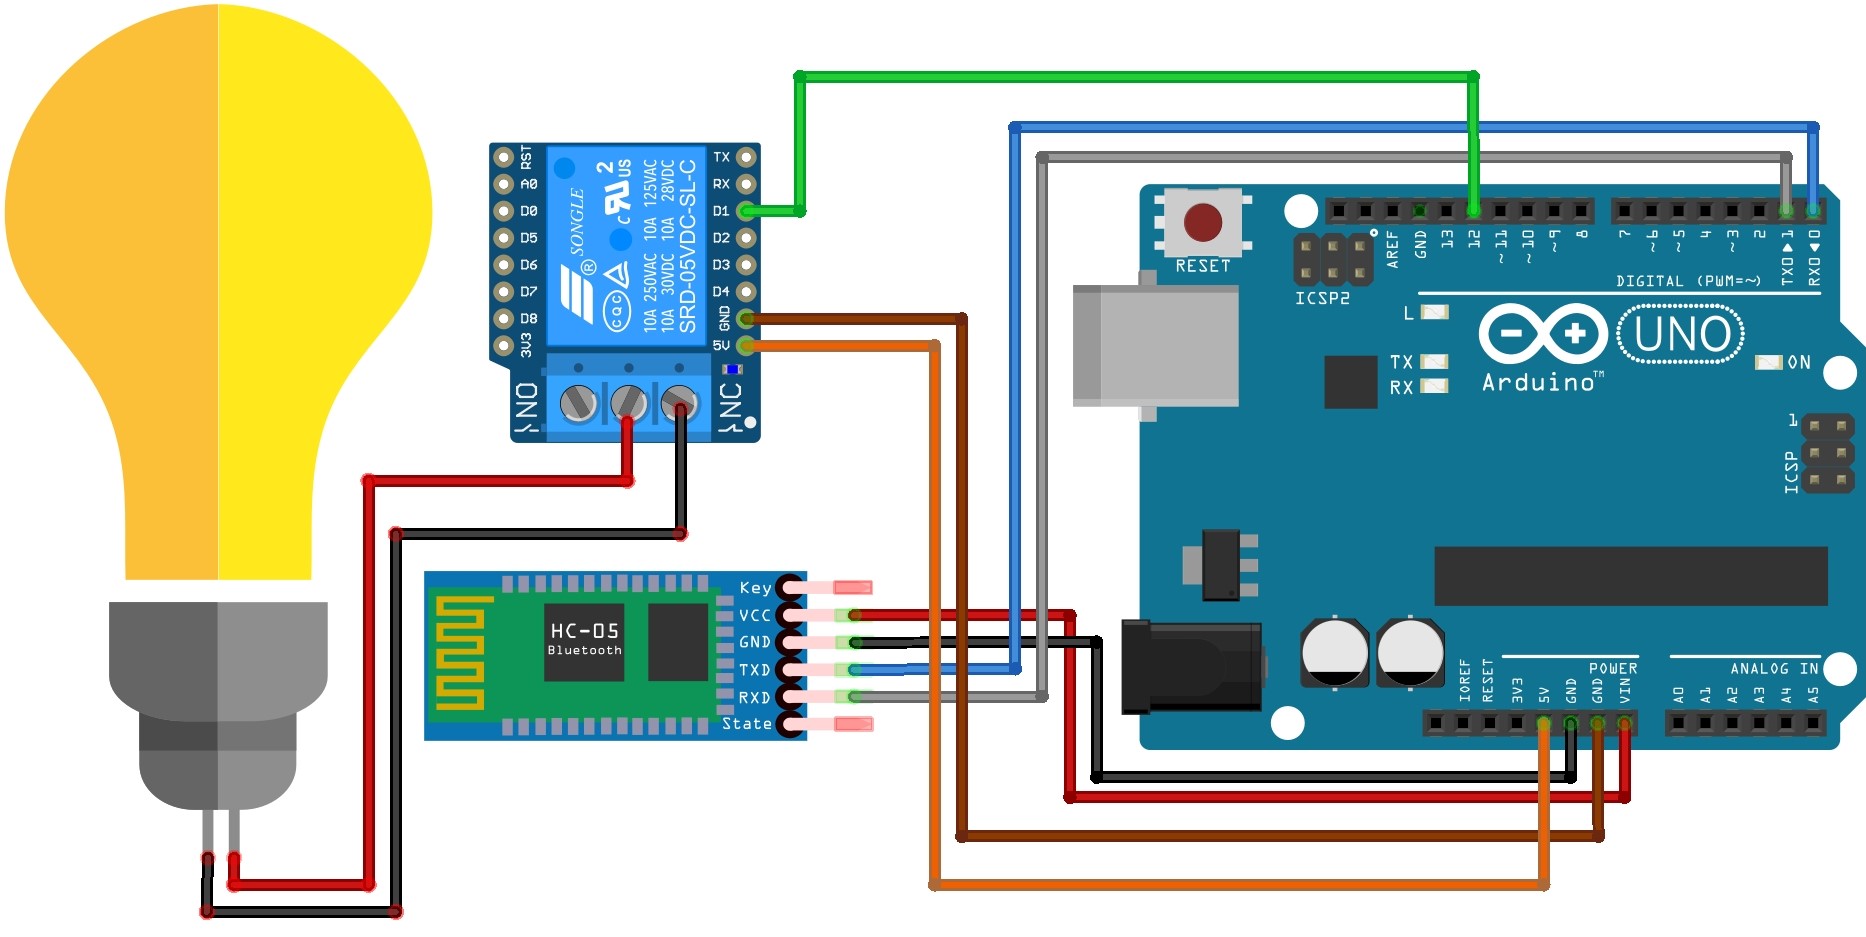 RST
A0
D0
D5
D6
D7
D8
3V3
SONGLE
®
CQC
c
US
2
10A 250VAC 10A 125VAC
10A 30VDC 10A 28VDC
SRD-05VDC-SL-C
TX
RX
D1
D2
D3
D4
GND
5V
NO
NC
HC-05
Bluetooth
Key
VCC
GND
TXD
RXD
State
RESET
ICSP2
AREF
GND
13
12
~11
~10
~9
8
7
~6
~5
4
~3
2
TX0▶1
RX0◀0
DIGITAL (PWM=~)
L
TX
RX
UNO
Arduino™
ON
1
ICSP
IOREF
RESET
3V3
5V
GND
GND
VIN
POWER
ANALOG IN
A0
A1
A2
A3
A4
A5